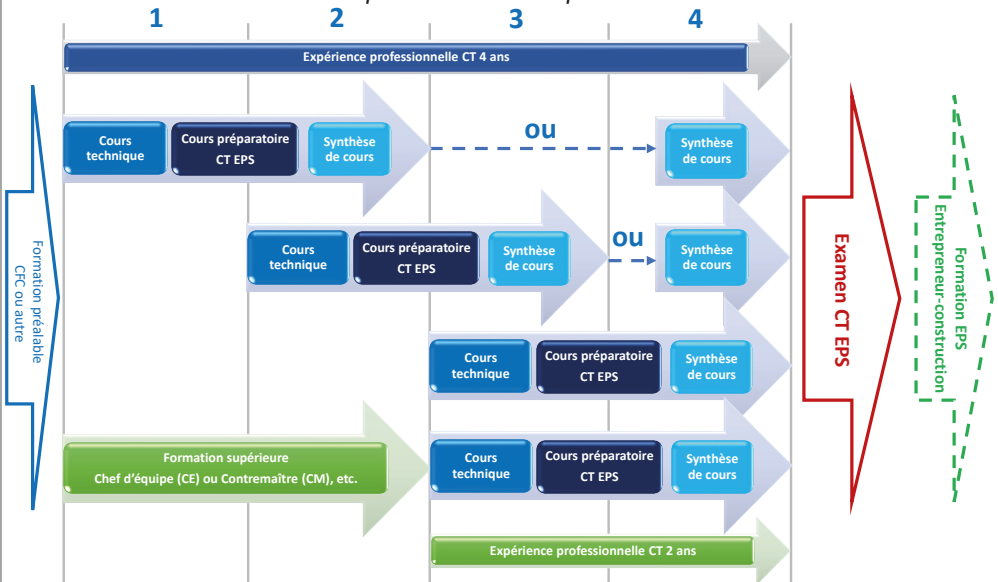 1 2 3 4
Expérience professionnelle CT 4 ans
Cours
technique
Cours préparatoire
CT EPS
Synthèse
de cours
ou
Synthèse
de cours
Cours
technique
Cours préparatoire
CT EPS
Synthèse
de cours
ou
Synthèse
de cours
Cours
technique
Cours préparatoire
CT EPS
Synthèse
de cours
Formation supérieure
Chef d'équipe (CE) ou Contremaître (CM), etc.
Cours
technique
Cours préparatoire
CT EPS
Synthèse
de cours
Expérience professionnelle CT 2 ans
Formation préalable
CFC ou autre
Examen CT EPS
Formation EPS
Entrepreneur-construction